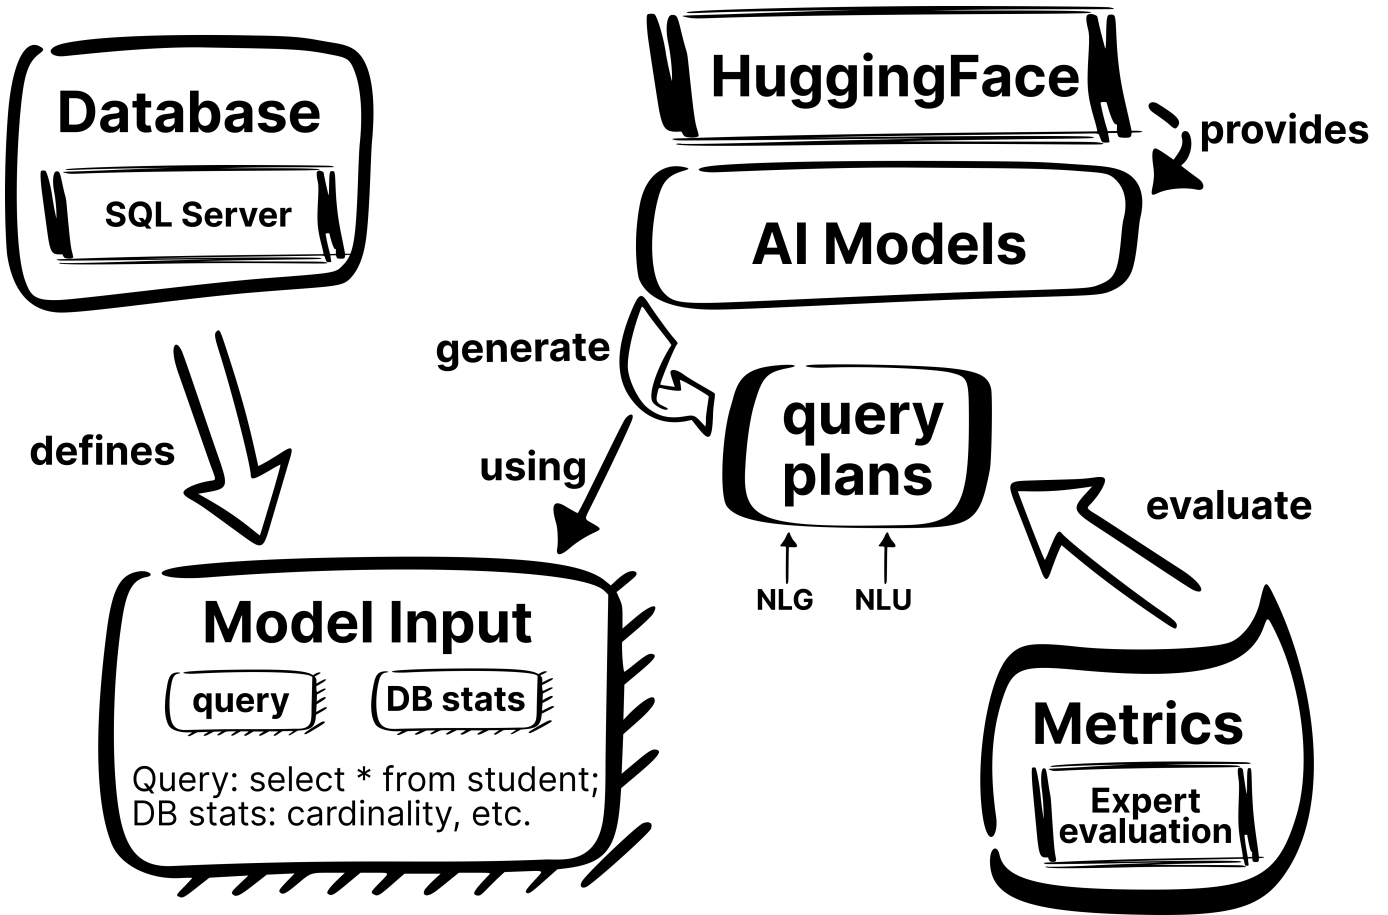 Database
SQL Server
HuggingFace
provides
AI Models
generate
query
plans
defines
using
evaluate
NLG NLU
Model Input
query DB stats
Query: select * from student;
DB stats: cardinality, etc.
Metrics
Expert
evaluation